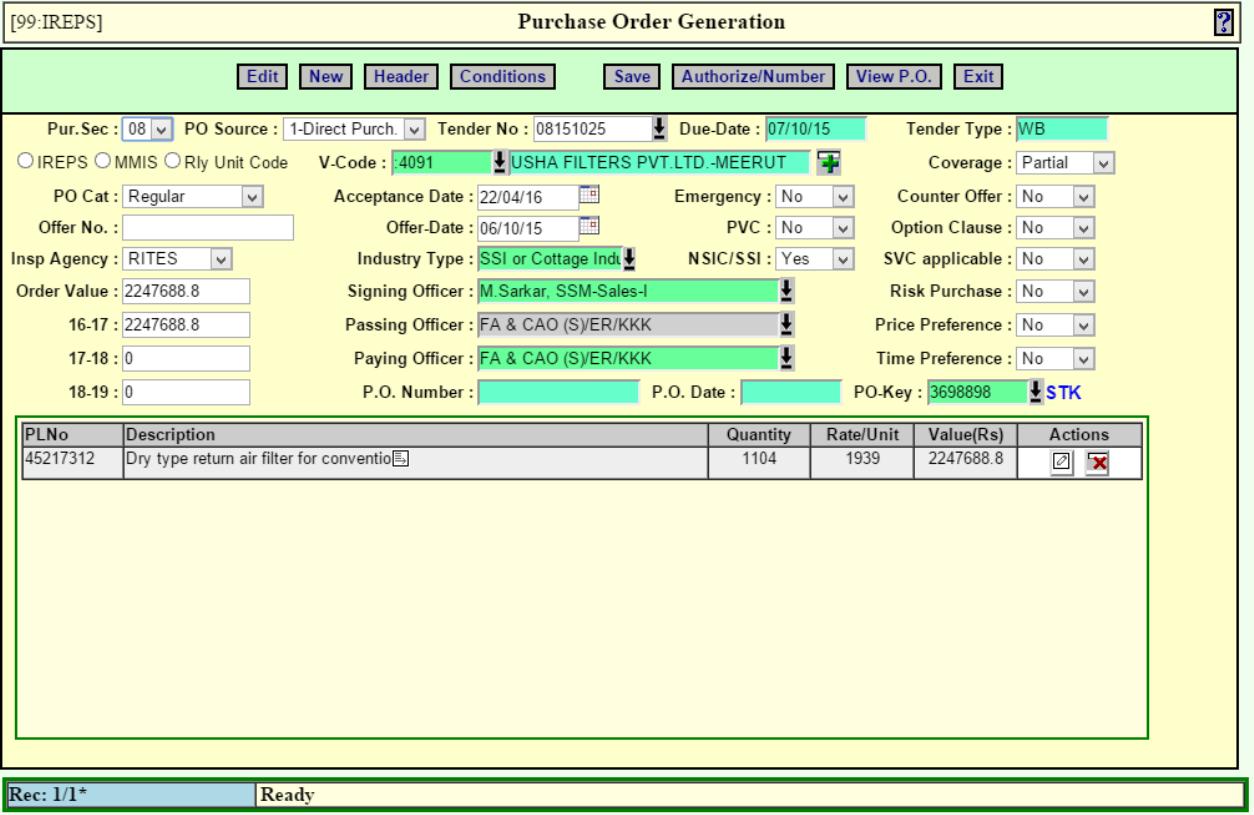 [99:IREPS] Purchase Order Generation ?
Edit New Header Conditions Save Authorize/Number View P.O. Exit
Pur.Sec : 08 PO Source : 1-Direct Purch. Tender No : 08151025 Due-Date : 07/10/15 Tender Type : WB
IREPS MMIS Rly Unit Code V-Code : :4091 USHA FILTERS PVT.LTD.-MEERUT Coverage : Partial
PO Cat : Regular Acceptance Date : 22/04/16 Emergency : No Counter Offer : No
Offer No. : Offer-Date : 06/10/15 PVC : No Option Clause : No
Insp Agency : RITES Industry Type : SSI or Cottage Indu NSIC/SSI : Yes SVC applicable : No
Order Value : 2247688.8 Signing Officer : M.Sarkar, SSM-Sales-I Risk Purchase : No
16-17 : 2247688.8 Passing Officer : FA & CAO (S)/ER/KKK Price Preference : No
17-18 : 0 Paying Officer : FA & CAO (S)/ER/KKK Time Preference : No
18-19 : 0 P.O. Number : P.O. Date : PO-Key : 3698898 STK
PLNo Description Quantity Rate/Unit Value(Rs) Actions
45217312 Dry type return air filter for conventio 1104 1939 2247688.8
Rec: 1/1* Ready